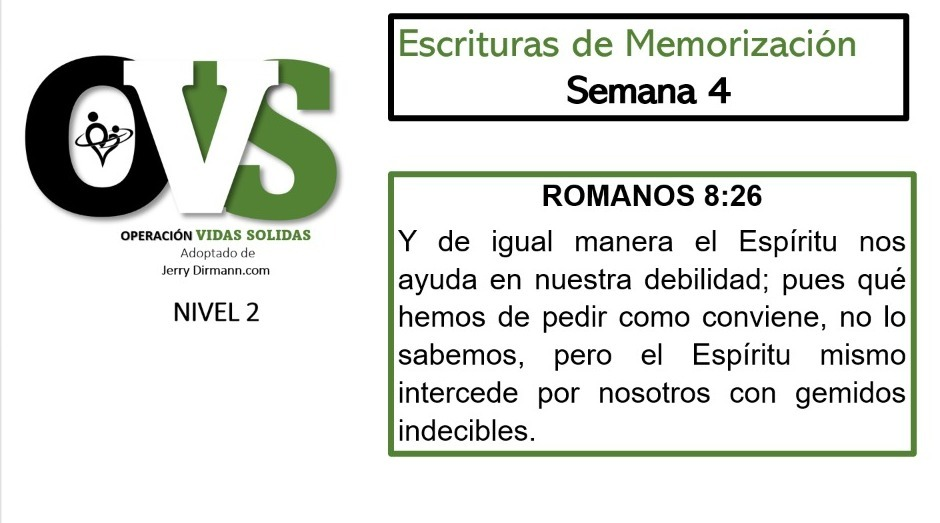 OVS
OPERACIÓN VIDAS SOLIDAS
Adoptado de
Jerry Dirmann.com
NIVEL 2
Escrituras de Memorización
Semana 4
ROMANOS 8:26
Y de igual manera el Espíritu nos
ayuda en nuestra debilidad; pues qué
hemos de pedir como conviene, no lo
sabemos, pero el Espíritu mismo
intercede por nosotros con gemidos
indecibles.